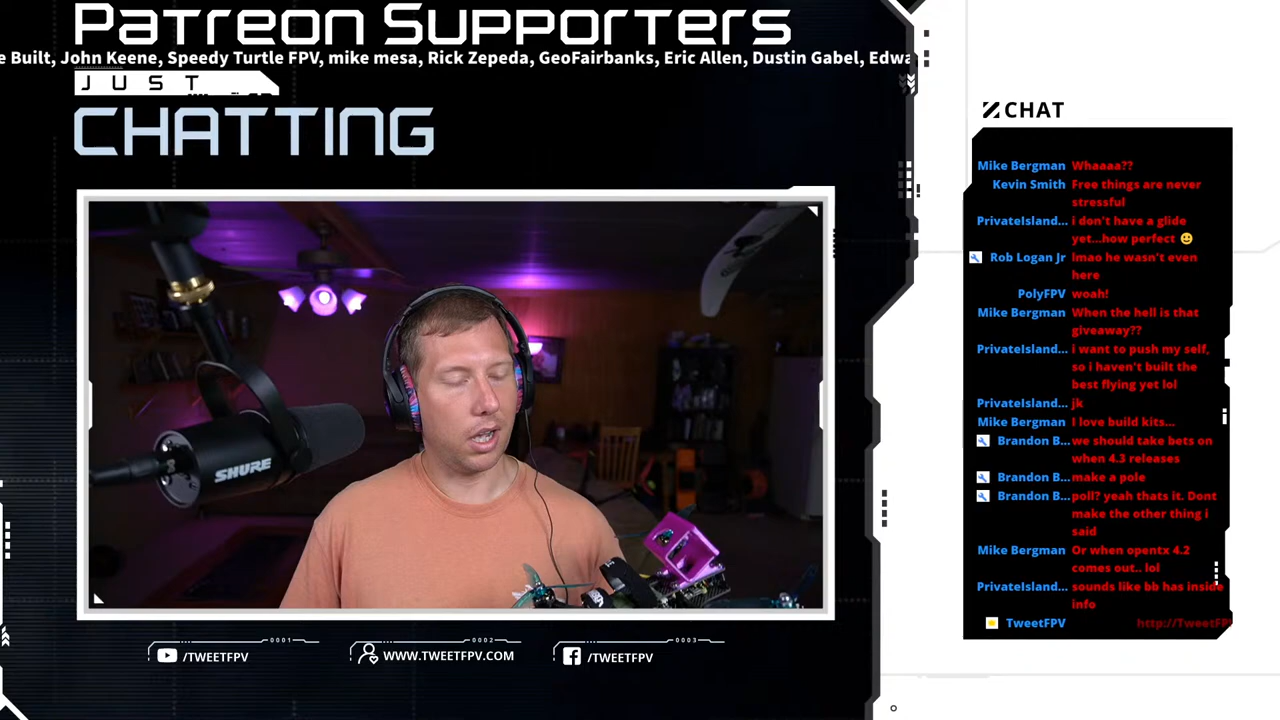 Patreon Supporters
e Built, John Keene, Speedy Turtle FPV, mike mesa, Rick Zepeda, GeoFairbanks, Eric Allen, Dustin Gabel, Edwa
JUST
CHATTING
SHURE
0001
/TWEETFPV
0002
WWW.TWEETFPV.COM
0003
/TWEETFPV
CHAT
Mike Bergman Whaaaa??
Kevin Smith Free things are never
stressful
PrivateIsland... i don't have a glide
yet...how perfect 😃
Rob Logan Jr lmao he wasn't even
here
PolyFPV woah!
Mike Bergman When the hell is that
giveaway??
PrivateIsland... i want to push my self,
so i haven't built the
best flying yet lol
PrivateIsland... jk
Mike Bergman I love build kits...
Brandon B... we should take bets on
when 4.3 releases
Brandon B... make a pole
Brandon B... poll? yeah thats it. Dont
make the other thing i
said
Mike Bergman Or when opentx 4.2
comes out.. lol
PrivateIsland... sounds like bb has inside
info
TweetFPV http://TweetFP